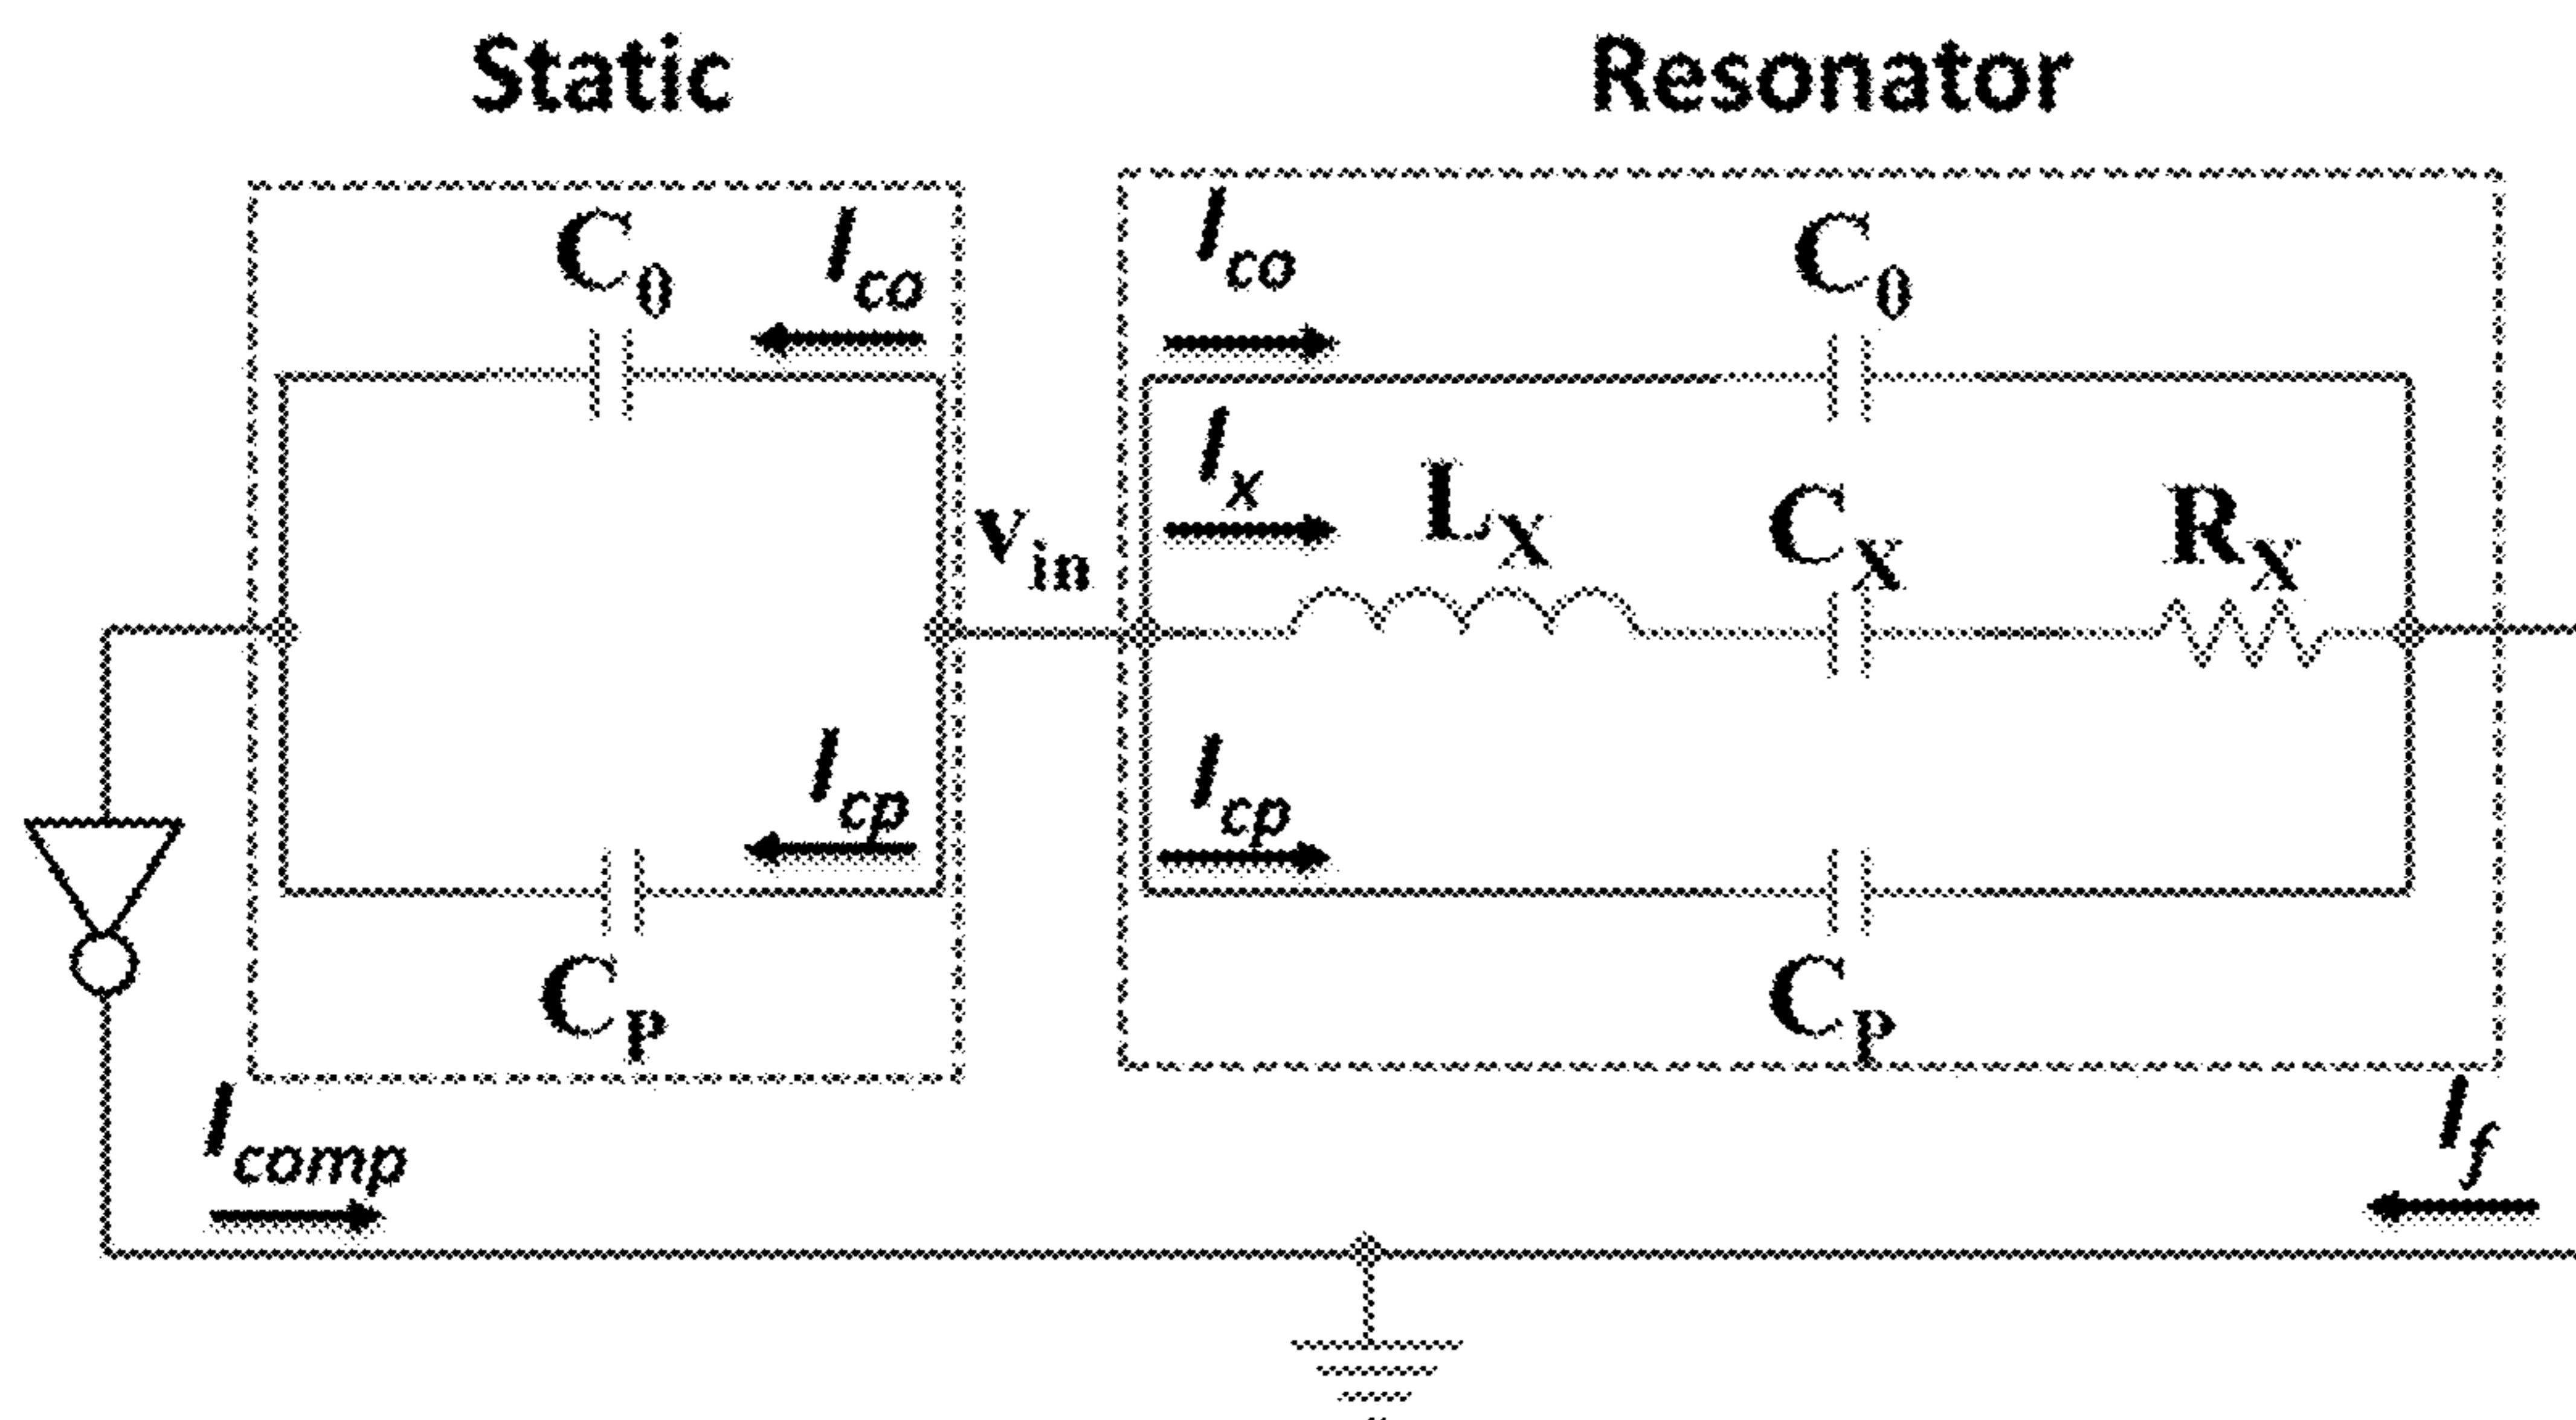 Static
Resonator
C0
Ico
Ico
C0
Ix
LX
CX
RX
vin
Icp
Icp
CP
CP
Icomp
If